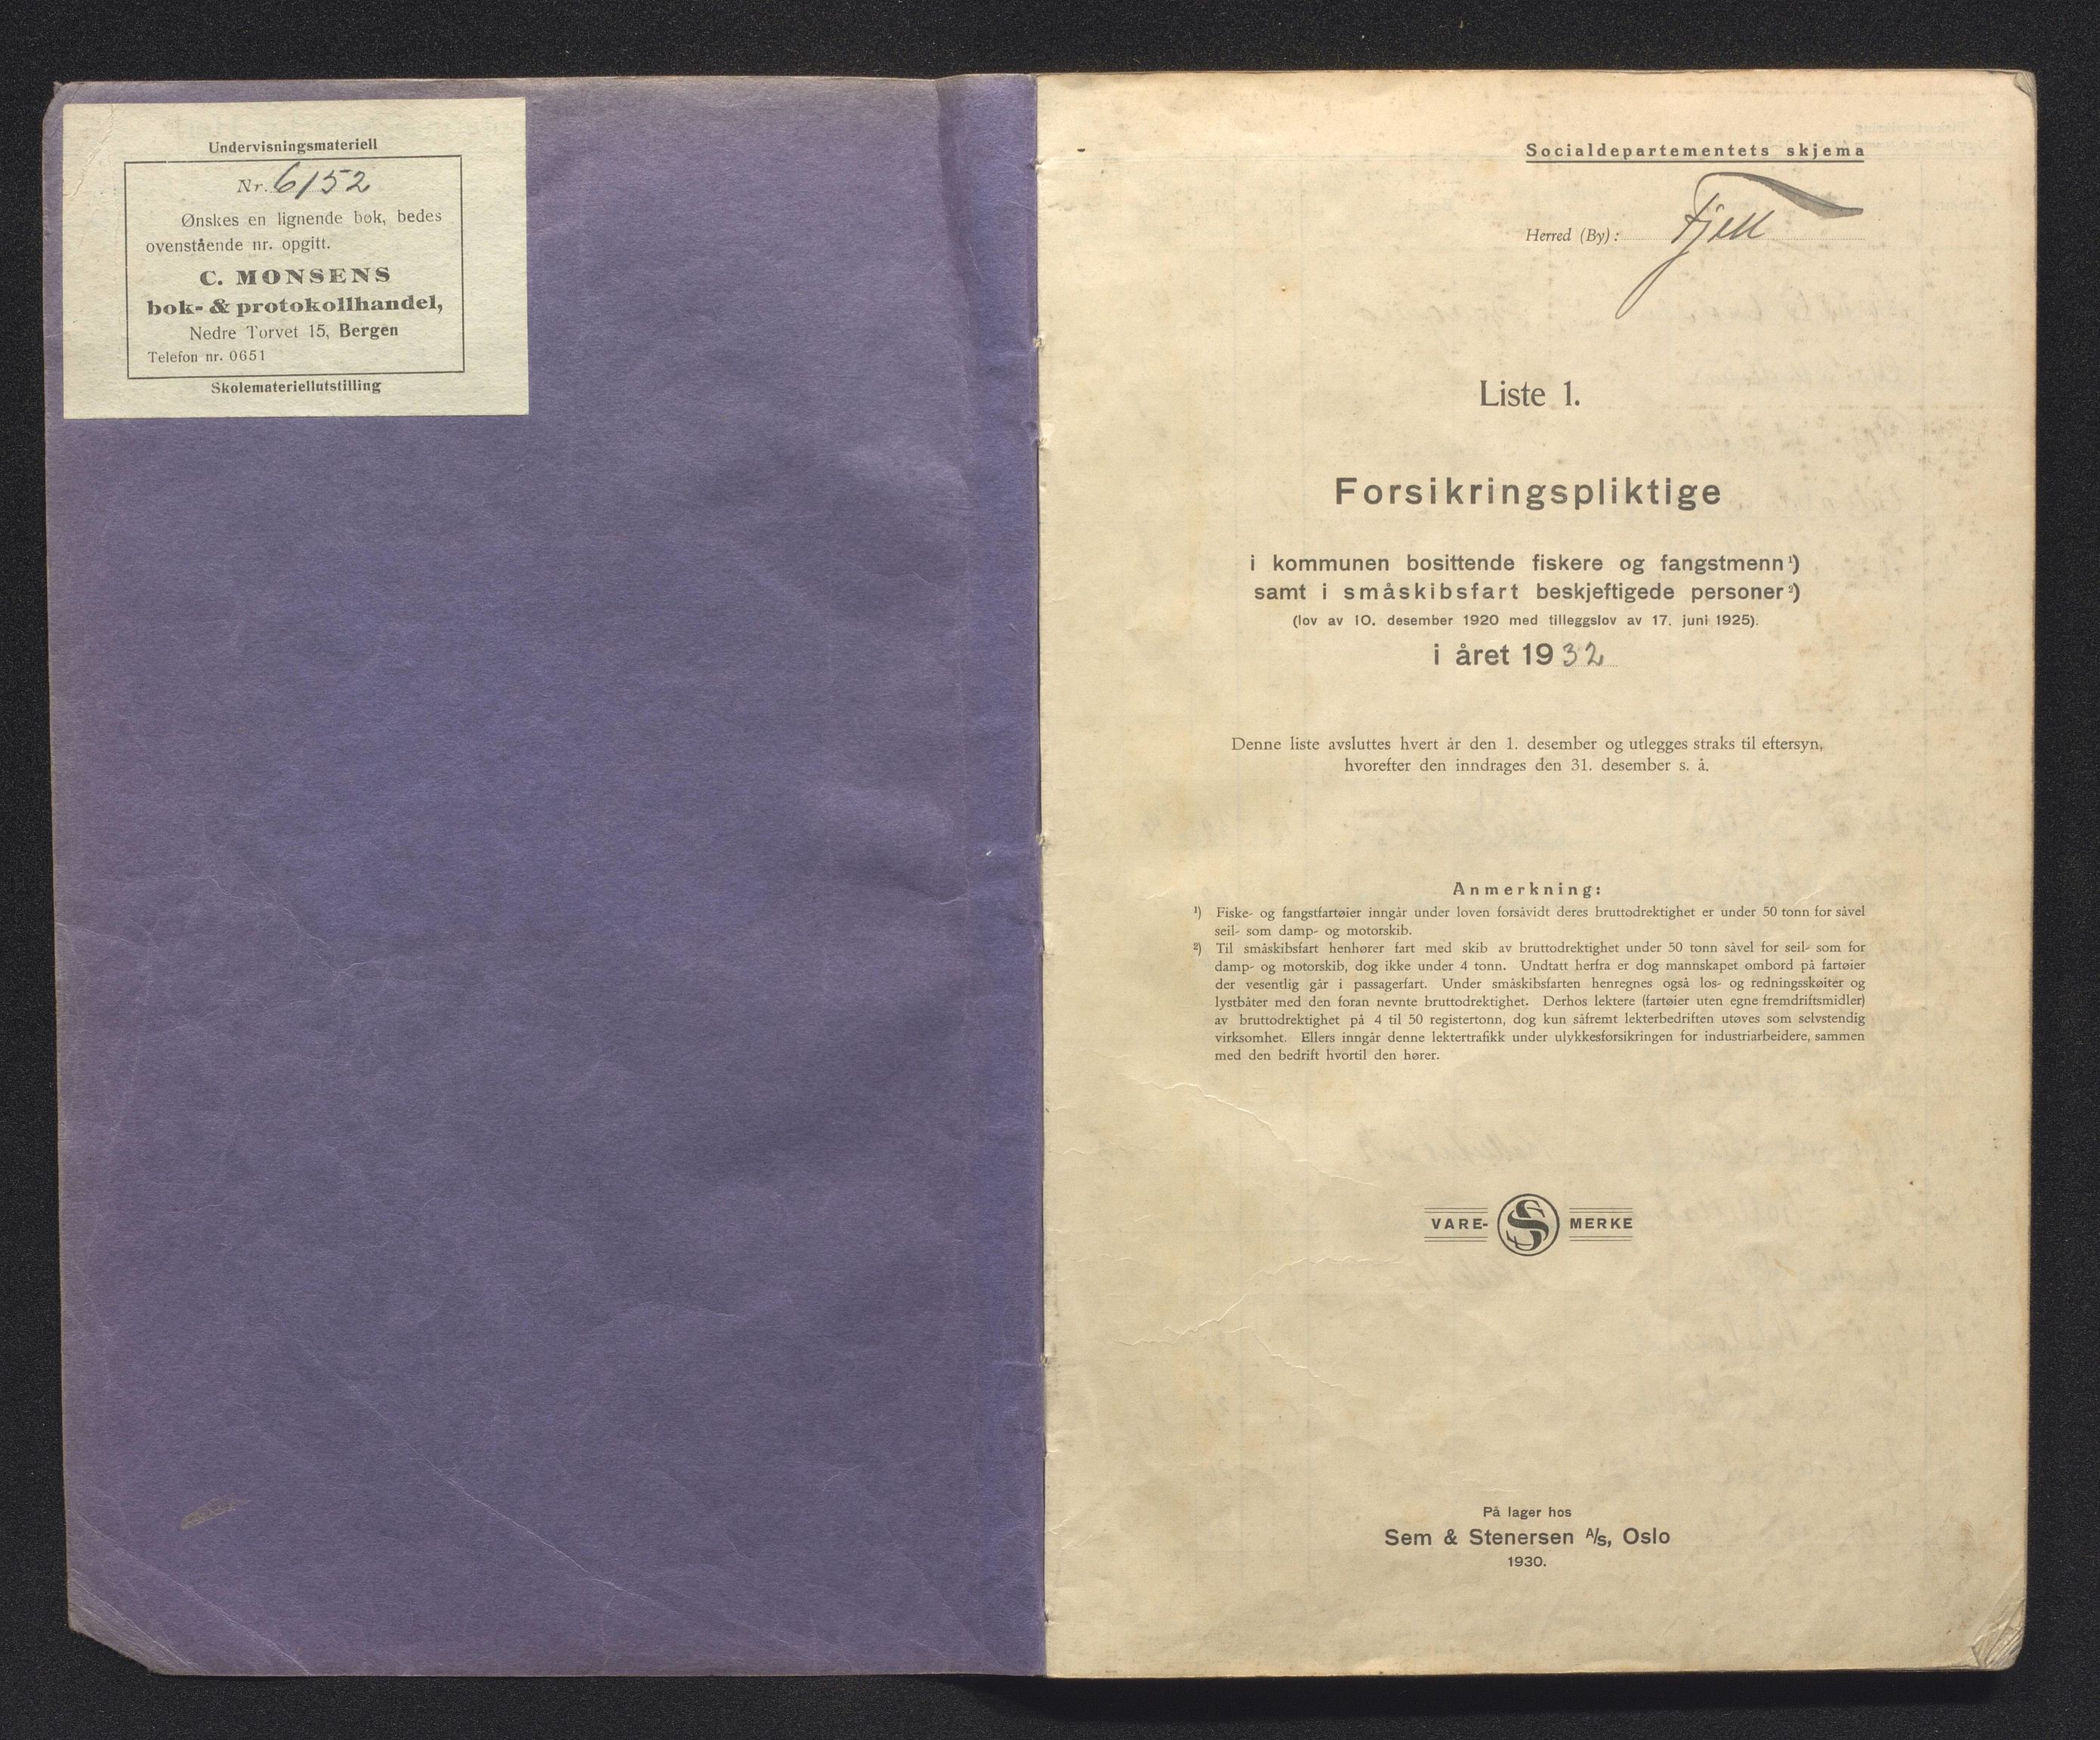 Undervisningsmateriell
Nr. 6152
Ønskes en lignende bok, bedes
ovenstående nr. opgitt.
C. MONSENS
bok- & protokollhandel,
Nedre Torvet 15, Bergen
Telefon nr. 0651
Skolemateriellutstilling
Socialdepartementets skjema
Herred (By): Fjell
Liste 1.
Forsikringspliktige
i kommunen bosittende fiskere og fangstmenn¹)
samt i småskibsfart beskjeftigede personer²)
(lov av 10. desember 1920 med tilleggslov av 17. juni 1925).
i året 1932
Denne liste avsluttes hvert år den 1. desember og utlegges straks til eftersyn,
hvorefter den inndrages den 31. desember s. å.
Anmerkning:
¹) Fiske- og fangstfartøier inngår under loven forsåvidt deres bruttodrektighet er under 50 tonn for såvel
seil- som damp- og motorskib.
²) Til småskibsfart henhører fart med skib av bruttodrektighet under 50 tonn såvel for seil- som for
damp- og motorskib, dog ikke under 4 tonn. Undtatt herfra er dog mannskapet ombord på fartøier
der vesentlig går i passagerfart. Under småskibsfarten henregnes også los- og redningsskøiter og
lystbåter med den foran nevnte bruttodrektighet. Derhos lektere (fartøier uten egne fremdriftsmidler)
av bruttodrektighet på 4 til 50 registertonn, dog kun såfremt lekterbedriften utøves som selvstendig
virksomhet. Ellers inngår denne lektertrafikk under ulykkesforsikringen for industriarbeidere, sammen
med den bedrift hvortil den hører.
VARE- S MERKE
På lager hos
Sem & Stenersen A/s, Oslo
1930.